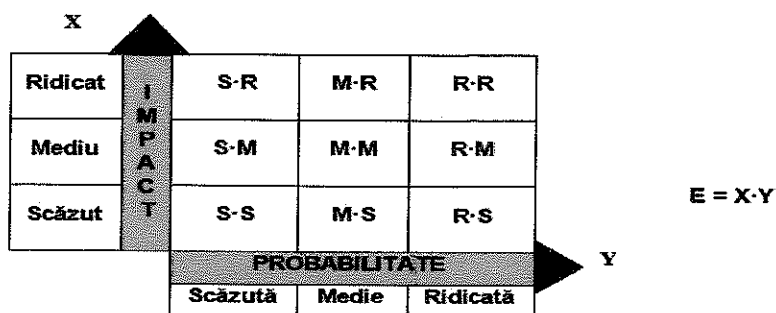 X
Ridicat S·R M·R R·R
IMPACT
Mediu S·M M·M R·M
Scăzut S·S M·S R·S
E = X·Y
PROBABILITATE Y
Scăzută Medie Ridicată